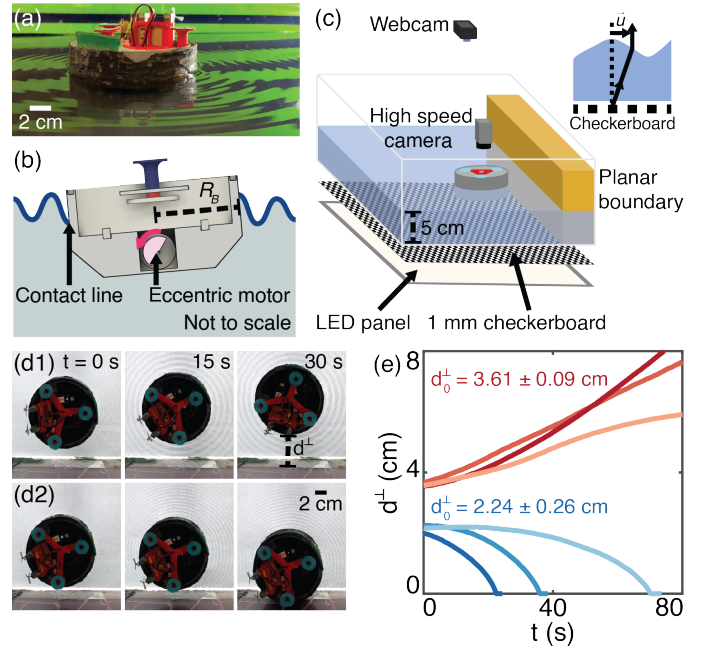 (a)
2 cm
(b)
R_B
Contact line
Eccentric motor
Not to scale
(c)
Webcam
High speed
camera
Planar
boundary
5 cm
LED panel
1 mm checkerboard
u⃗
Checkerboard
(d1)
t = 0 s
15 s
30 s
d⊥
(d2)
2 cm
(e)
d₀⊥ = 3.61 ± 0.09 cm
d₀⊥ = 2.24 ± 0.26 cm
d⊥ (cm)
8
4
0
0
40
80
t (s)